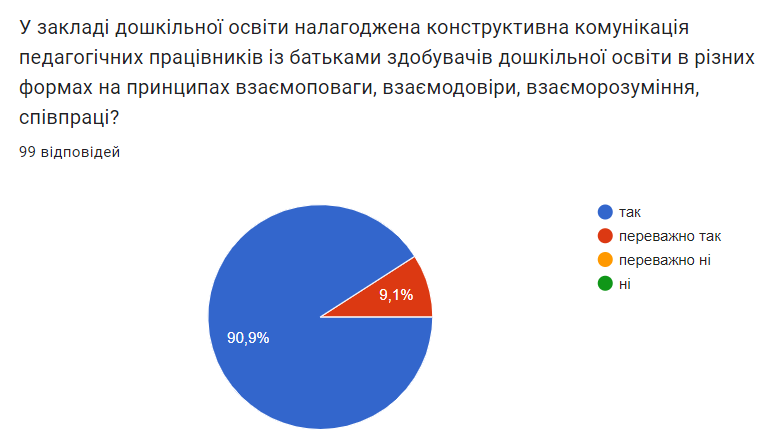 У закладі дошкільної освіти налагоджена конструктивна комунікація
педагогічних працівників із батьками здобувачів дошкільної освіти в різних
формах на принципах взаємоповаги, взаємодовіри, взаєморозуміння,
співпраці?
99 відповідей
так
переважно так
переважно ні
ні
9,1%
90,9%